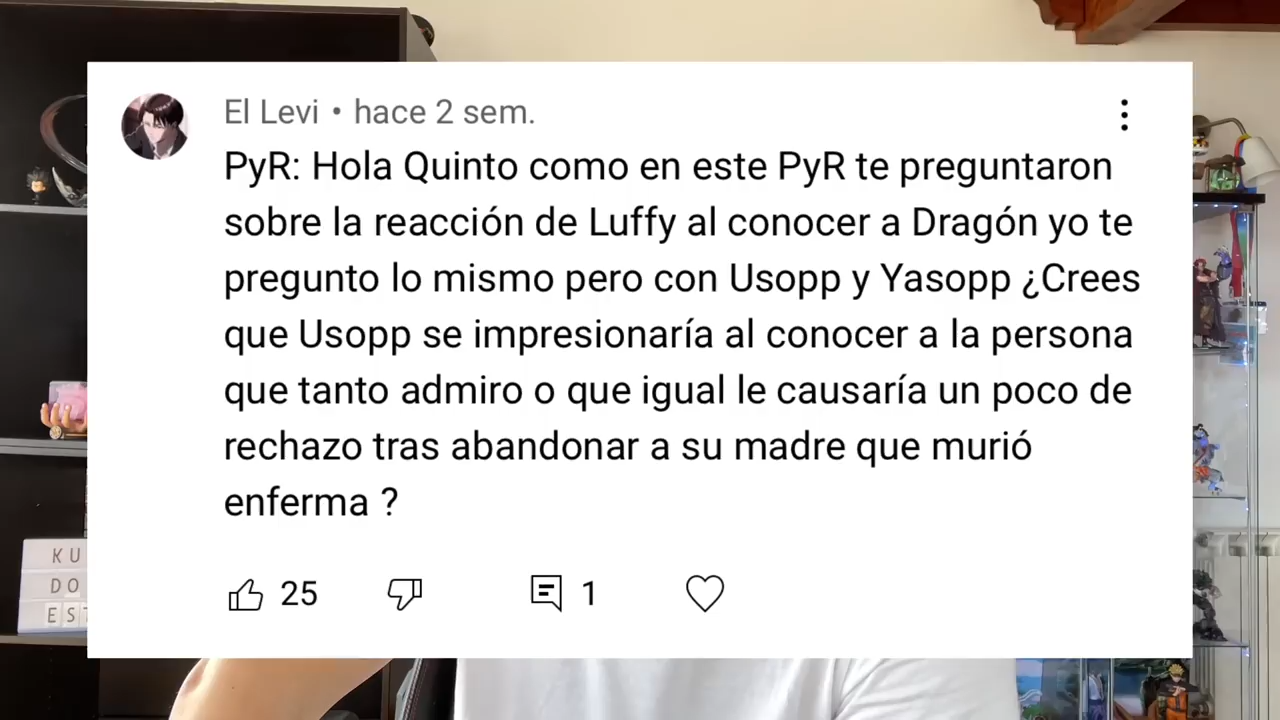 El Levi • hace 2 sem.
PyR: Hola Quinto como en este PyR te preguntaron
sobre la reacción de Luffy al conocer a Dragón yo te
pregunto lo mismo pero con Usopp y Yasopp ¿Crees
que Usopp se impresionaría al conocer a la persona
que tanto admiro o que igual le causaría un poco de
rechazo tras abandonar a su madre que murió
enferma ?
25
1
KU
DO
EST